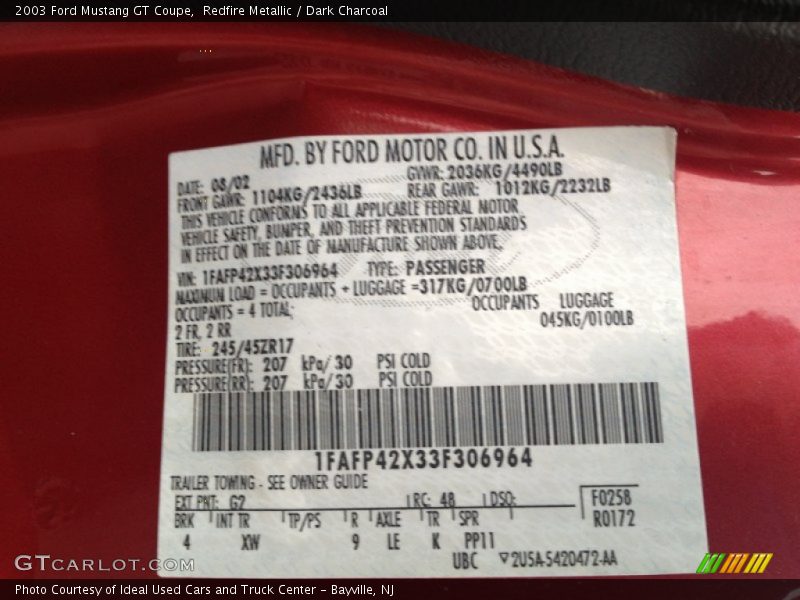 2003 Ford Mustang GT Coupe, Redfire Metallic / Dark Charcoal
MFD. BY FORD MOTOR CO. IN U.S.A.
DATE: 08/02 GVWR: 2036KG/4490LB
FRONT GAWR: 1104KG/2436LB REAR GAWR: 1012KG/2232LB
THIS VEHICLE CONFORMS TO ALL APPLICABLE FEDERAL MOTOR
VEHICLE SAFETY, BUMPER, AND THEFT PREVENTION STANDARDS
IN EFFECT ON THE DATE OF MANUFACTURE SHOWN ABOVE.
VIN: 1FAFP42X33F306964 TYPE: PASSENGER
MAXIMUM LOAD = OCCUPANTS + LUGGAGE = 317KG/0700LB
OCCUPANTS = 4 TOTAL; OCCUPANTS LUGGAGE
2 FR, 2 RR 045KG/0100LB
TIRE: 245/45ZR17
PRESSURE(FR): 207 kPa/ 30 PSI COLD
PRESSURE(RR): 207 kPa/ 30 PSI COLD
1FAFP42X33F306964
TRAILER TOWING - SEE OWNER GUIDE
EXT PNT: G2 RC: 48 DSO: F0258
BRK INT TR TP/PS R AXLE TR SPR R0172
4 XW 9 LE K PP11
UBC ▽2U5A-5420472-AA
GTCARLOT.COM
Photo Courtesy of Ideal Used Cars and Truck Center - Bayville, NJ